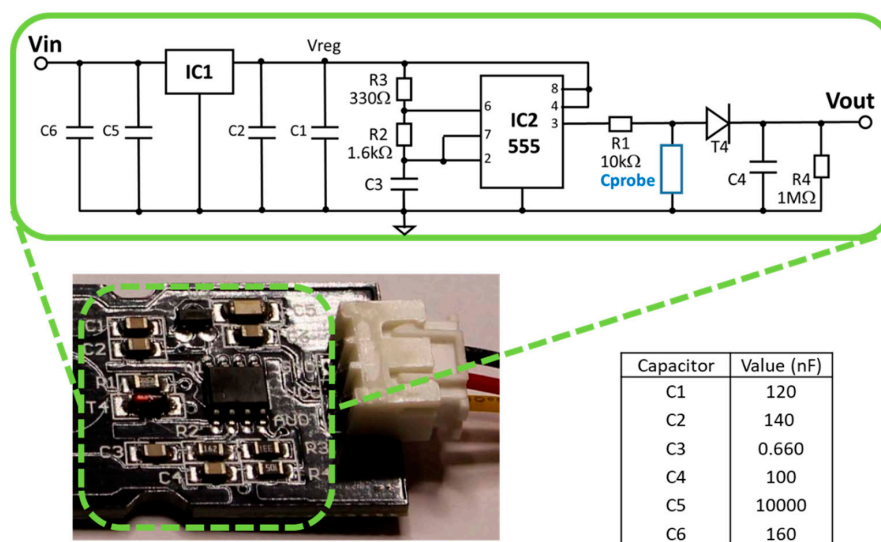 Vin
Vreg
IC1
C6
C5
C2
C1
R3
330Ω
R2
1.6kΩ
C3
6
7
2
IC2
555
8
4
3
R1
10kΩ
Cprobe
T4
C4
R4
1MΩ
Vout
C1
C2
R1
T4
C3
C4
R2
162
331
R3
C5
Capacitor Value (nF)
C1 120
C2 140
C3 0.660
C4 100
C5 10000
C6 160